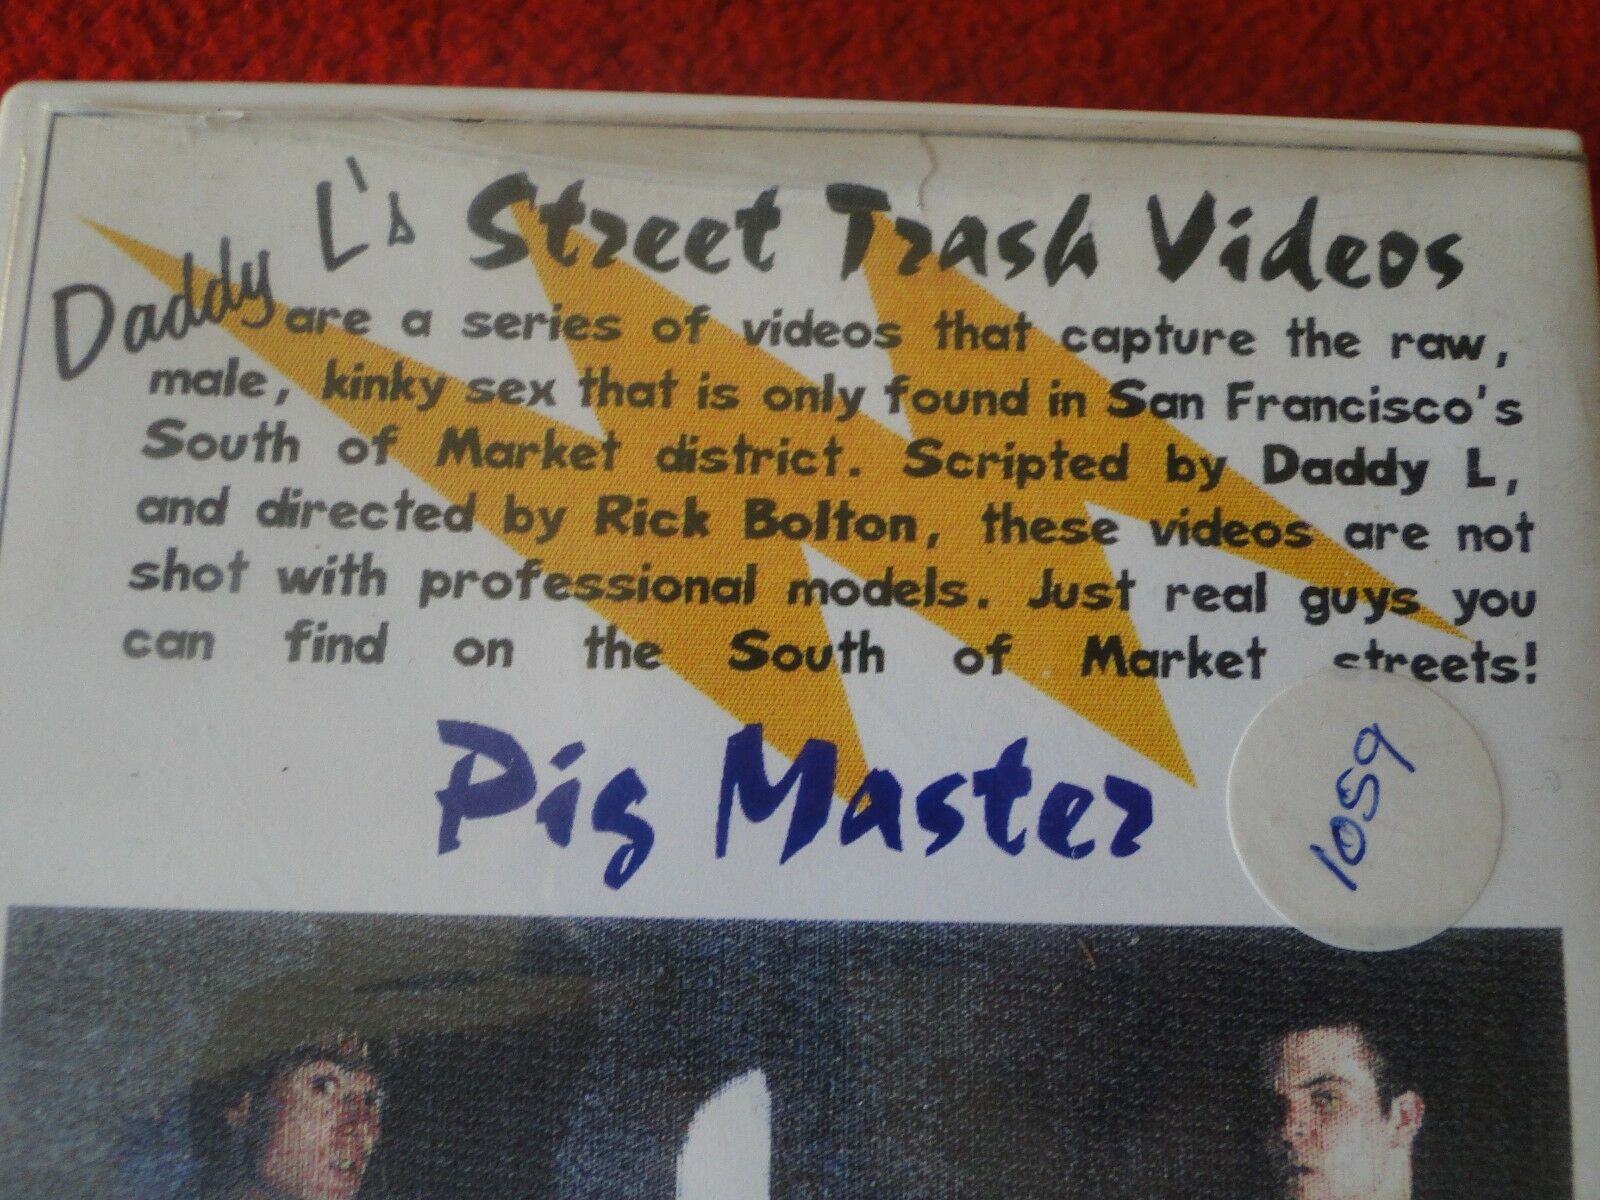 Daddy L's Street Trash Videos
are a series of videos that capture the raw,
male, kinky sex that is only found in San Francisco's
South of Market district. Scripted by Daddy L,
and directed by Rick Bolton, these videos are not
shot with professional models. Just real guys you
can find on the South of Market streets!
Pig Master
1059